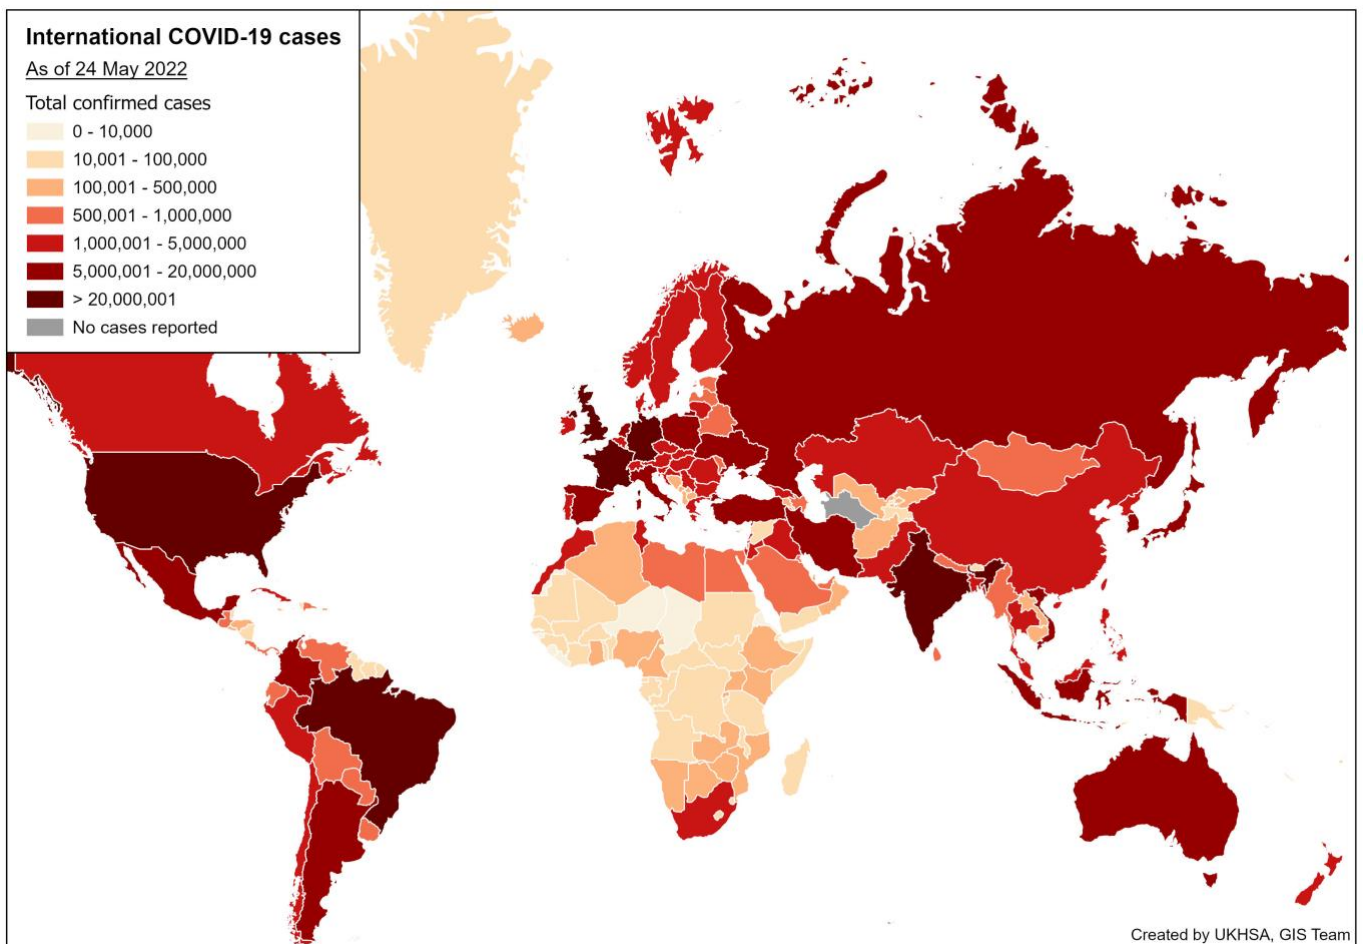 International COVID-19 cases
As of 24 May 2022
Total confirmed cases
0 - 10,000
10,001 - 100,000
100,001 - 500,000
500,001 - 1,000,000
1,000,001 - 5,000,000
5,000,001 - 20,000,000
> 20,000,001
No cases reported
Created by UKHSA, GIS Team